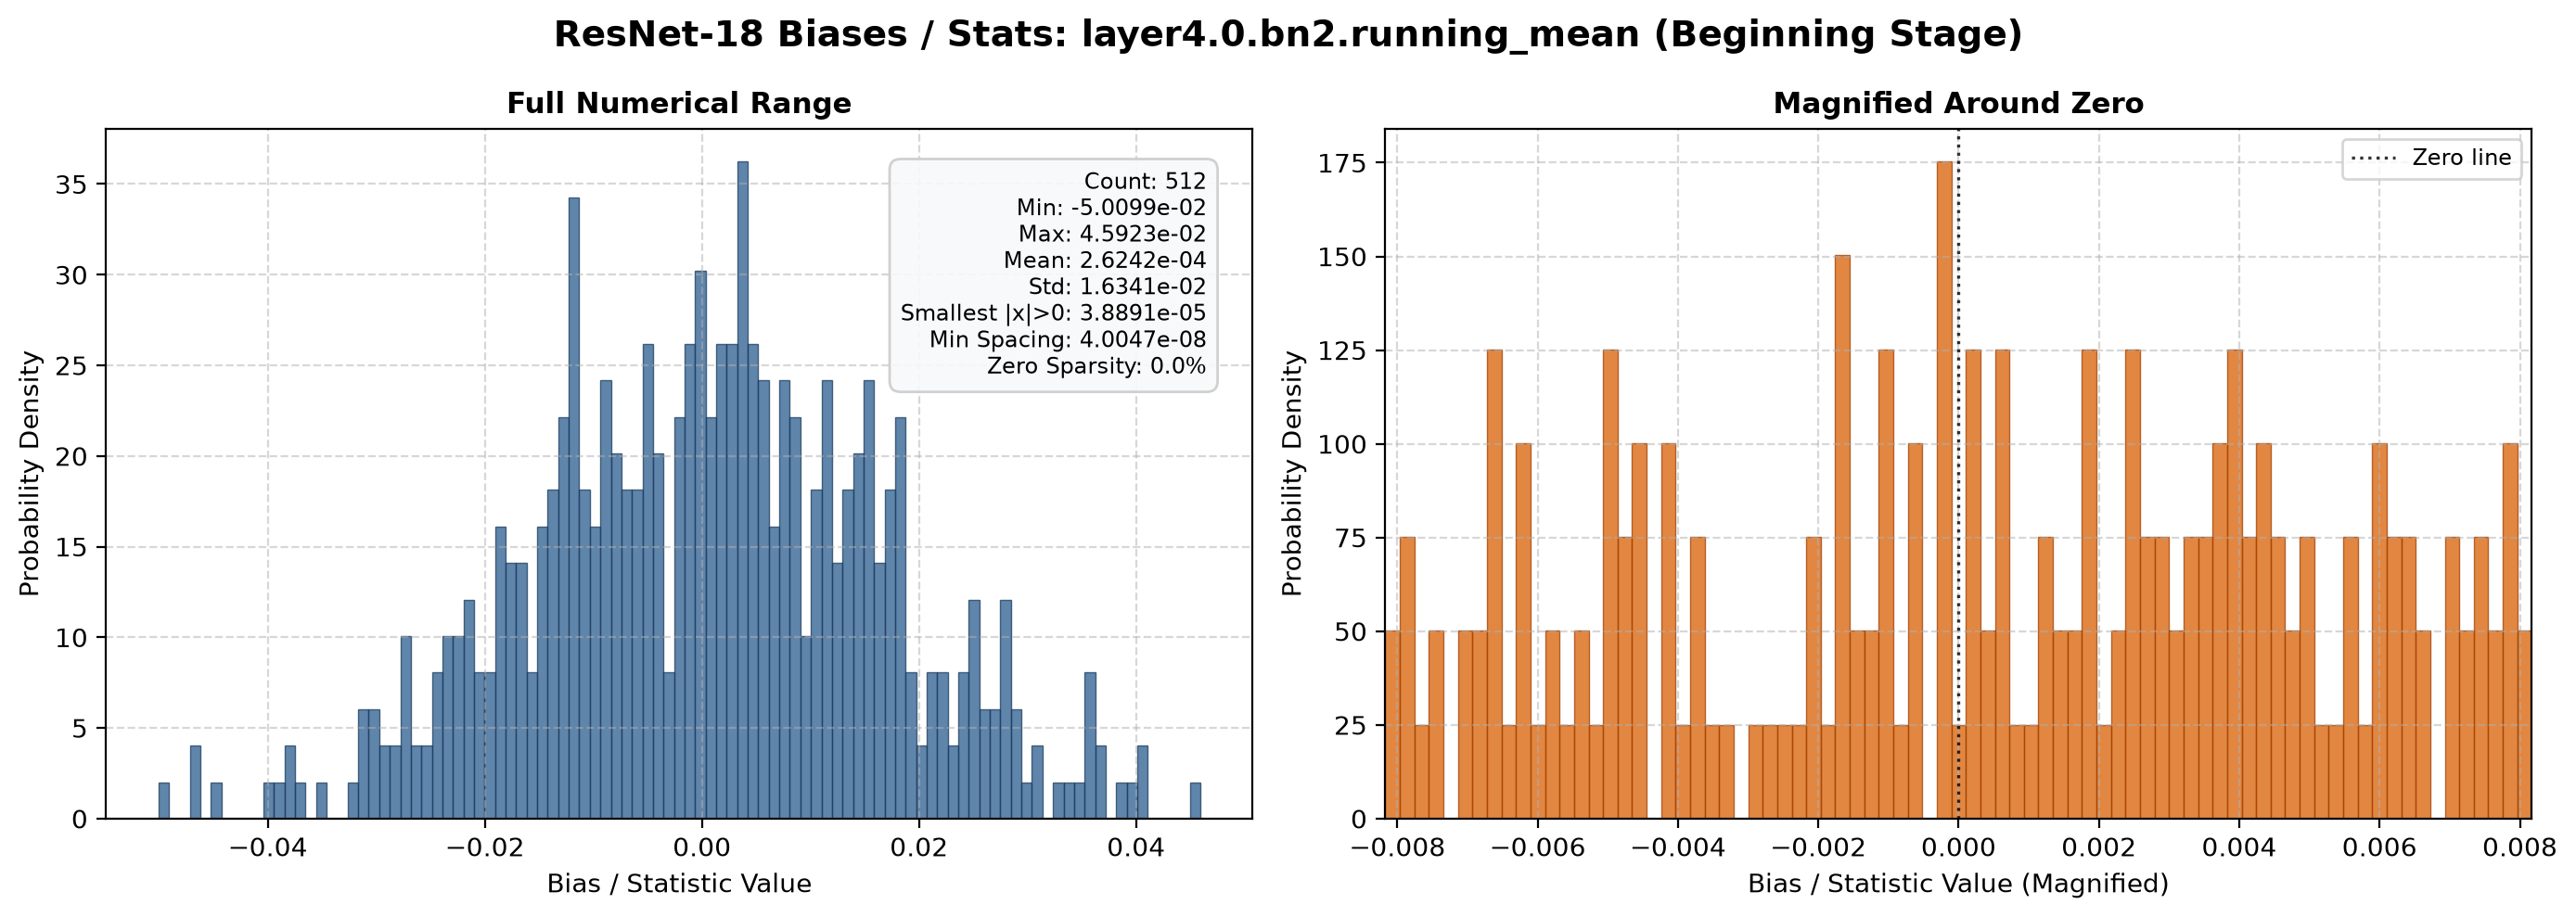 ResNet-18 Biases / Stats: layer4.0.bn2.running_mean (Beginning Stage)
Full Numerical Range
Probability Density
35
30
25
20
15
10
5
0
Count: 512
Min: -5.0099e-02
Max: 4.5923e-02
Mean: 2.6242e-04
Std: 1.6341e-02
Smallest |x|>0: 3.8891e-05
Min Spacing: 4.0047e-08
Zero Sparsity: 0.0%
−0.04 −0.02 0.00 0.02 0.04
Bias / Statistic Value
Magnified Around Zero
Probability Density
175
150
125
100
75
50
25
0
Zero line
−0.008 −0.006 −0.004 −0.002 0.000 0.002 0.004 0.006 0.008
Bias / Statistic Value (Magnified)